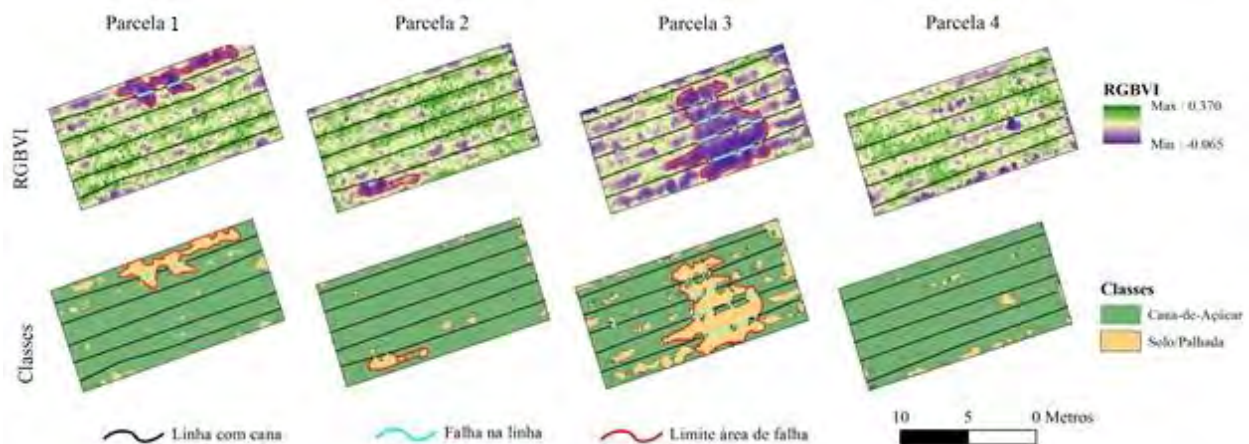 Parcela 1
Parcela 2
Parcela 3
Parcela 4
RGBVI
RGBVI
Max : 0.370
Min : -0.065
Classes
Classes
Cana-de-Açúcar
Solo/Palhada
Linha com cana
Falha na linha
Limite área de falha
10 5 0 Metros